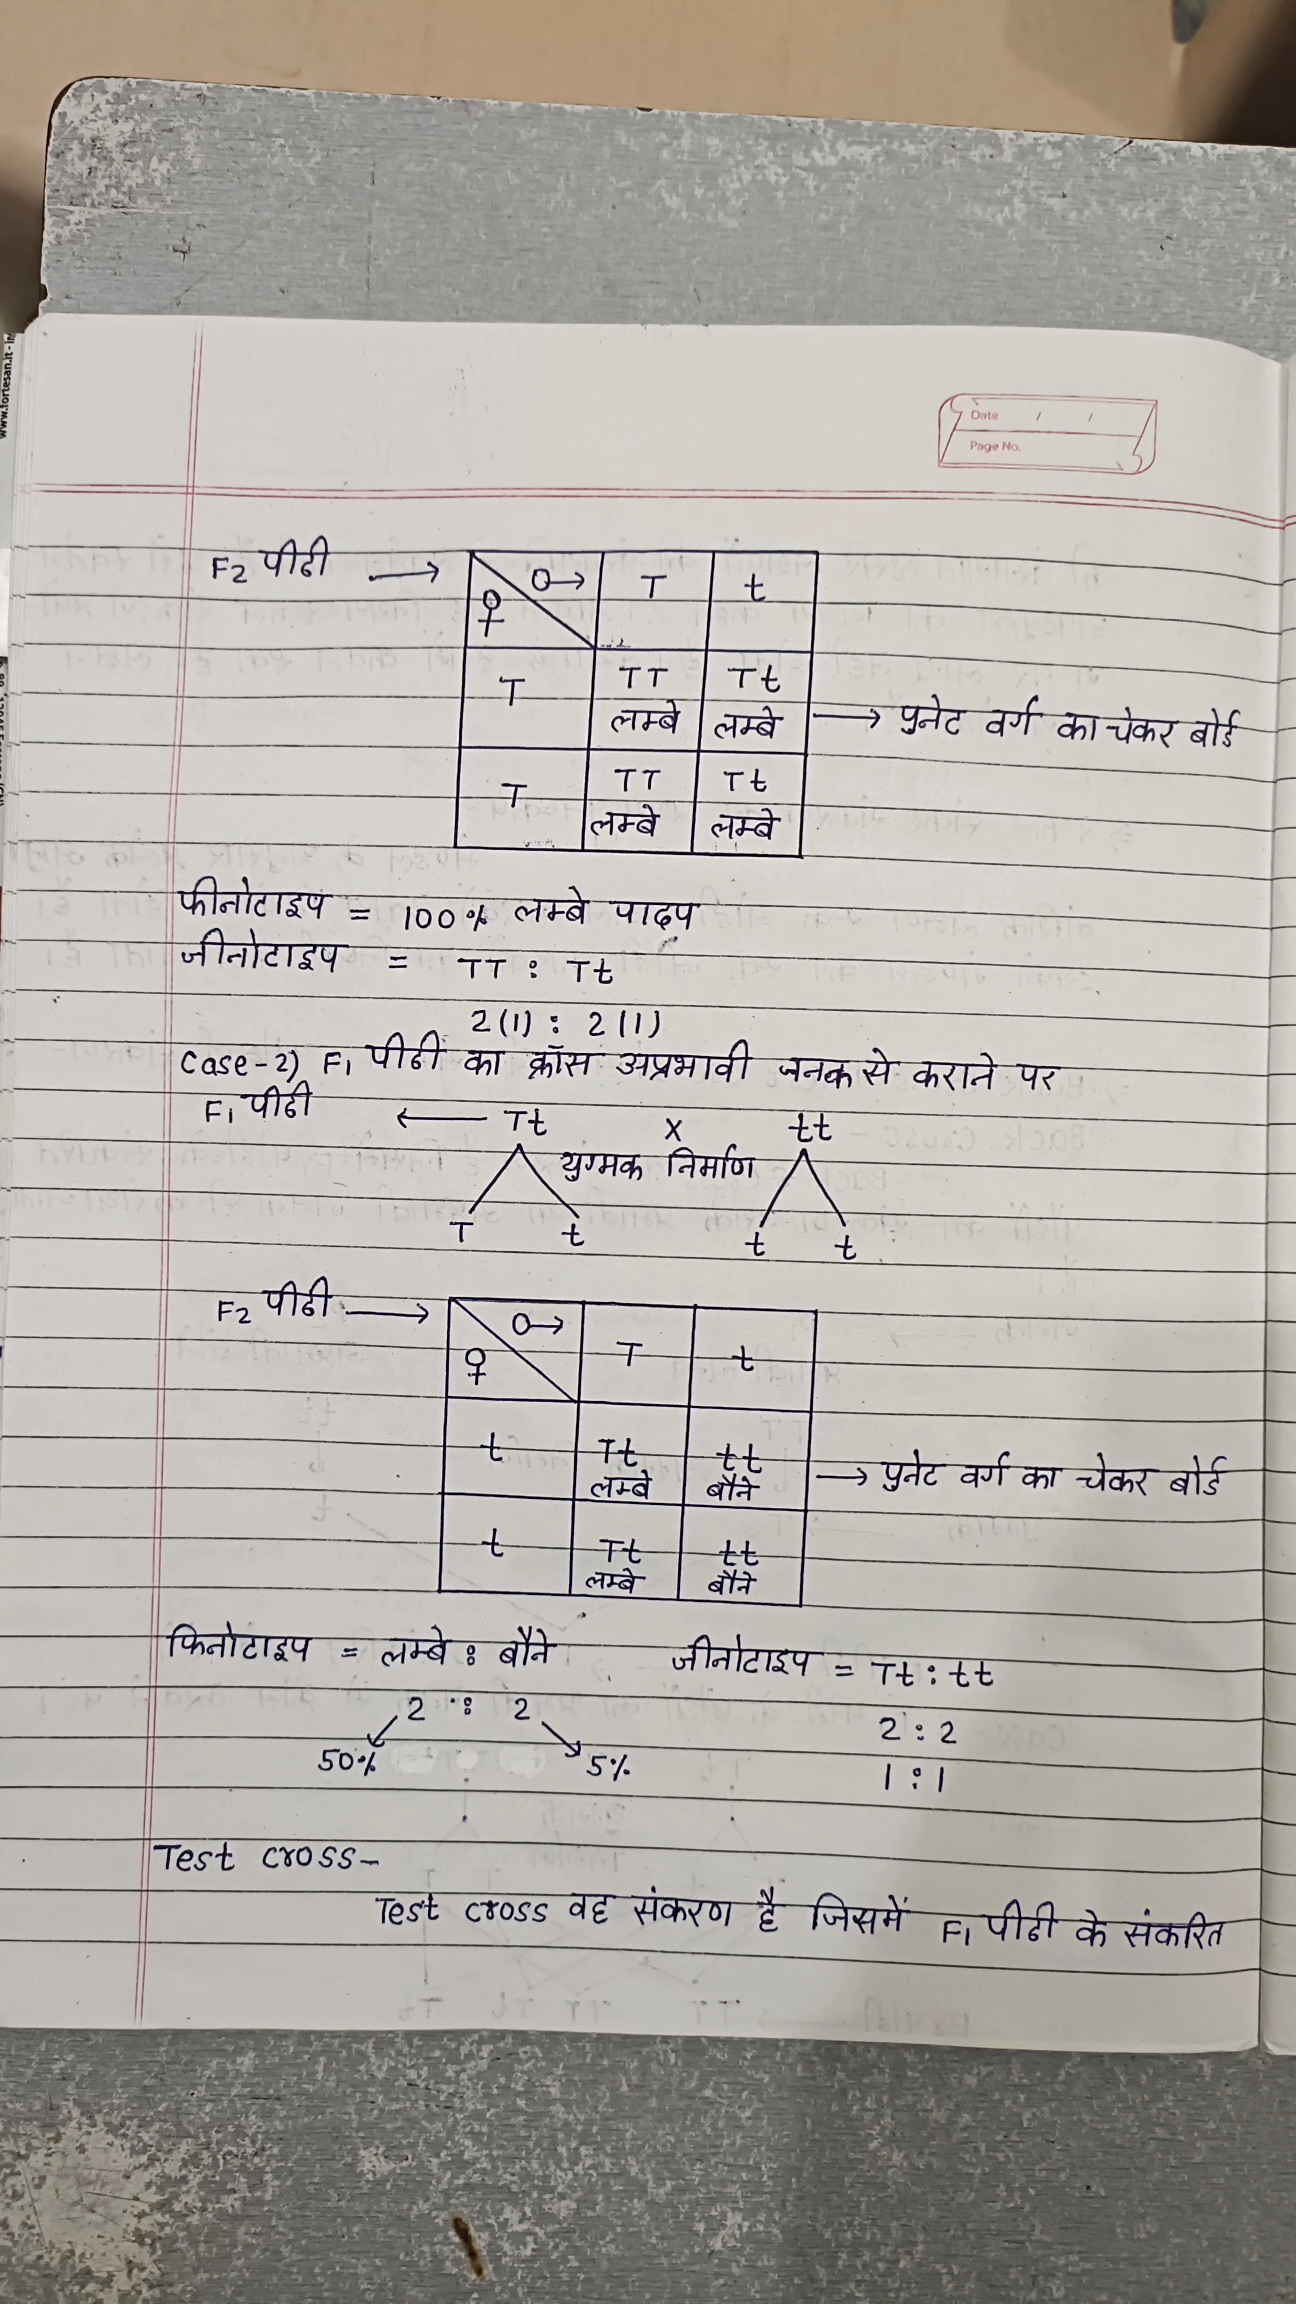 Date / /
Page No.
F2 पीढी → ♀ O→ T t
T TT लम्बे Tt लम्बे → पुनेट वर्ग का चेकर बोर्ड
T TT लम्बे Tt लम्बे
फीनोटाइप = 100% लम्बे पादप
जीनोटाइप = TT : Tt
2(1) : 2(1)
Case-2) F1 पीढी का क्रॉस अप्रभावी जनक से कराने पर
F1 पीढी ← Tt x tt
युग्मक निर्माण
T t t t
F2 पीढी → ♀ O→ T t
t Tt लम्बे tt बौने → पुनेट वर्ग का चेकर बोर्ड
t Tt लम्बे tt बौने
फिनोटाइप = लम्बे : बौने जीनोटाइप = Tt : tt
2 : 2 2 : 2
50% 5% 1 : 1
Test cross-
Test cross वह संकरण है जिसमें F1 पीढी के संकरित